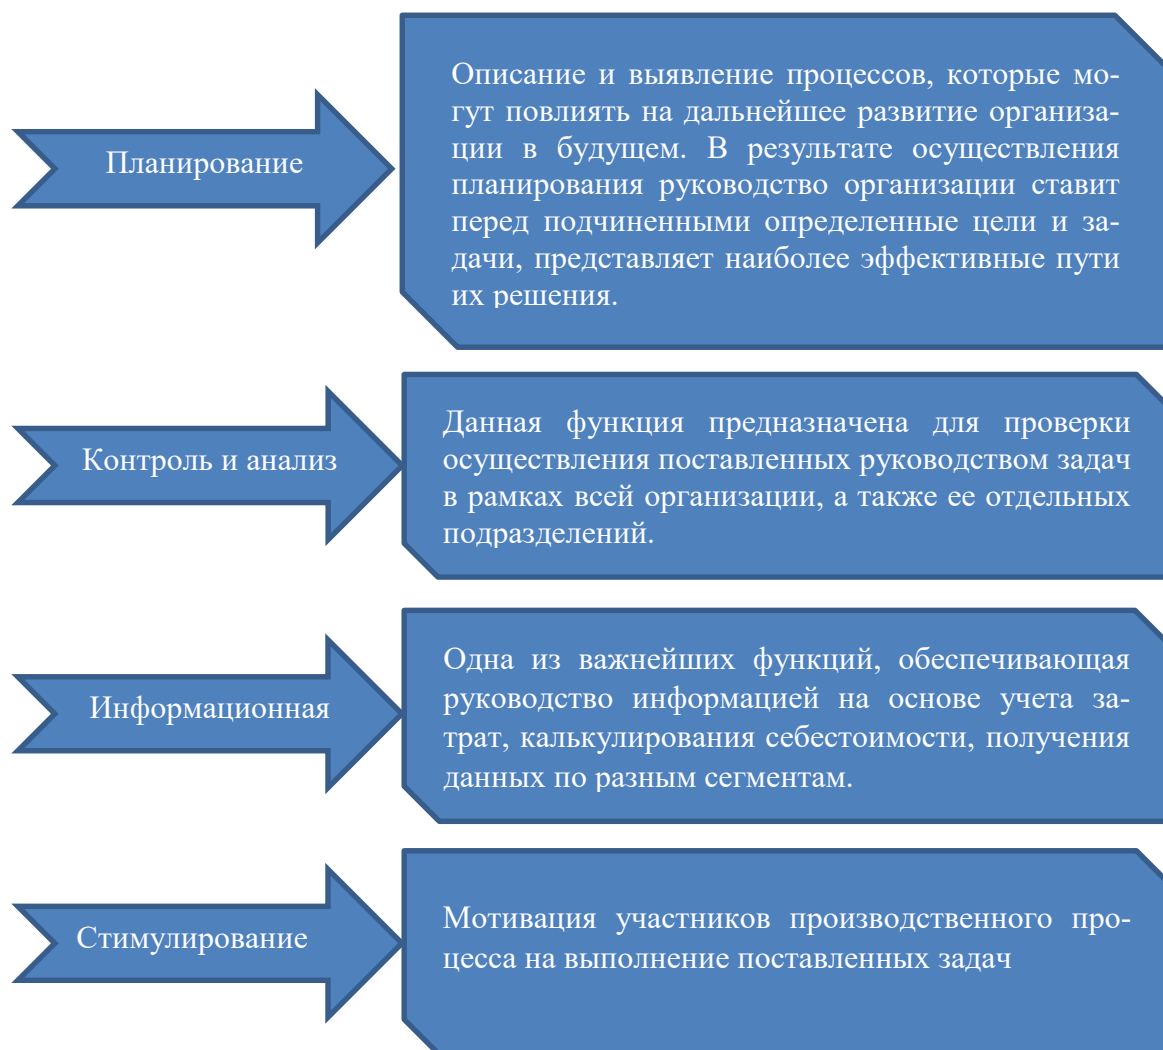 Планирование
Описание и выявление процессов, которые мо-
гут повлиять на дальнейшее развитие организа-
ции в будущем. В результате осуществления
планирования руководство организации ставит
перед подчиненными определенные цели и за-
дачи, представляет наиболее эффективные пути
их решения.
Контроль и анализ
Данная функция предназначена для проверки
осуществления поставленных руководством задач
в рамках всей организации, а также ее отдельных
подразделений.
Информационная
Одна из важнейших функций, обеспечивающая
руководство информацией на основе учета за-
трат, калькулирования себестоимости, получения
данных по разным сегментам.
Стимулирование
Мотивация участников производственного про-
цесса на выполнение поставленных задач